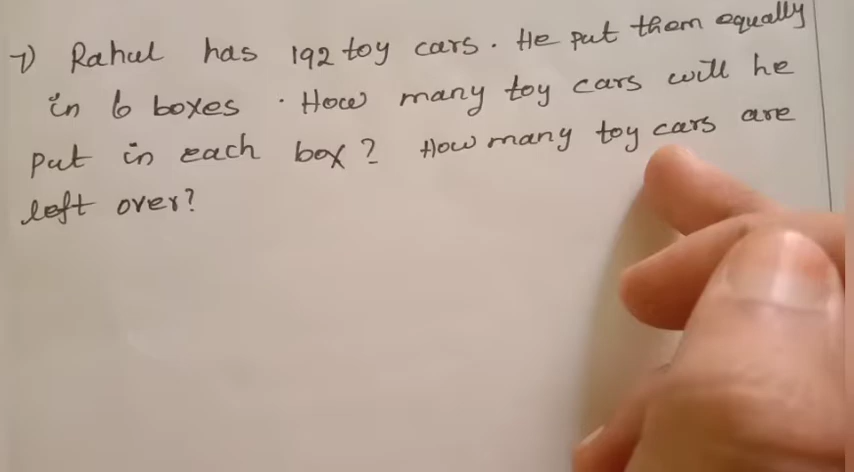 7) Rahul has 192 toy cars. He put them equally
in 6 boxes. How many toy cars will he
put in each box? How many toy cars are
left over?